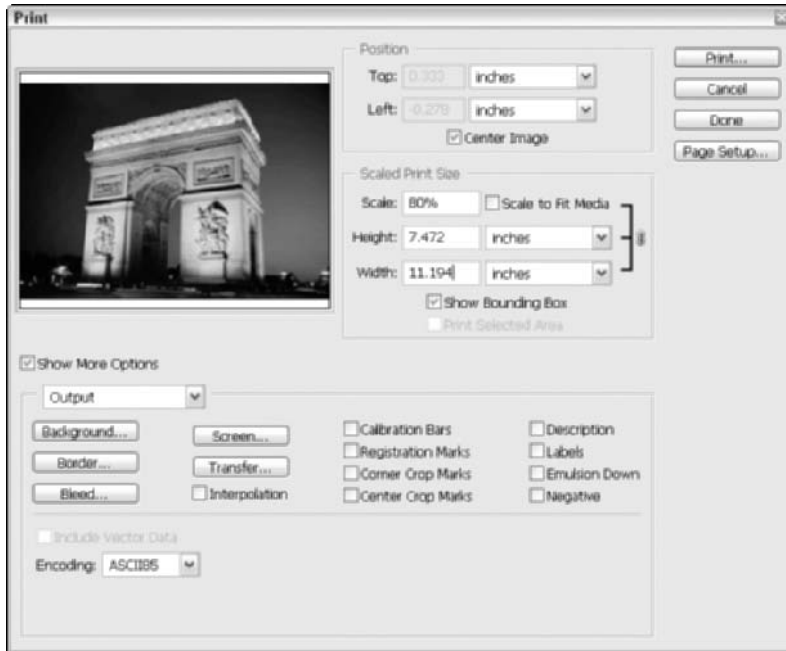 Print
Position
Top: 0.333 inches
Left: -0.279 inches
Center Image
Print...
Cancel
Done
Page Setup...
Scaled Print Size
Scale: 80% Scale to Fit Media
Height: 7.472 inches
Width: 11.194 inches
Show Bounding Box
Print Selected Area
Show More Options
Output
Background...
Border...
Bleed...
Screen...
Transfer...
Interpolation
Calibration Bars
Registration Marks
Corner Crop Marks
Center Crop Marks
Description
Labels
Emulsion Down
Negative
Include Vector Data
Encoding: ASCII85